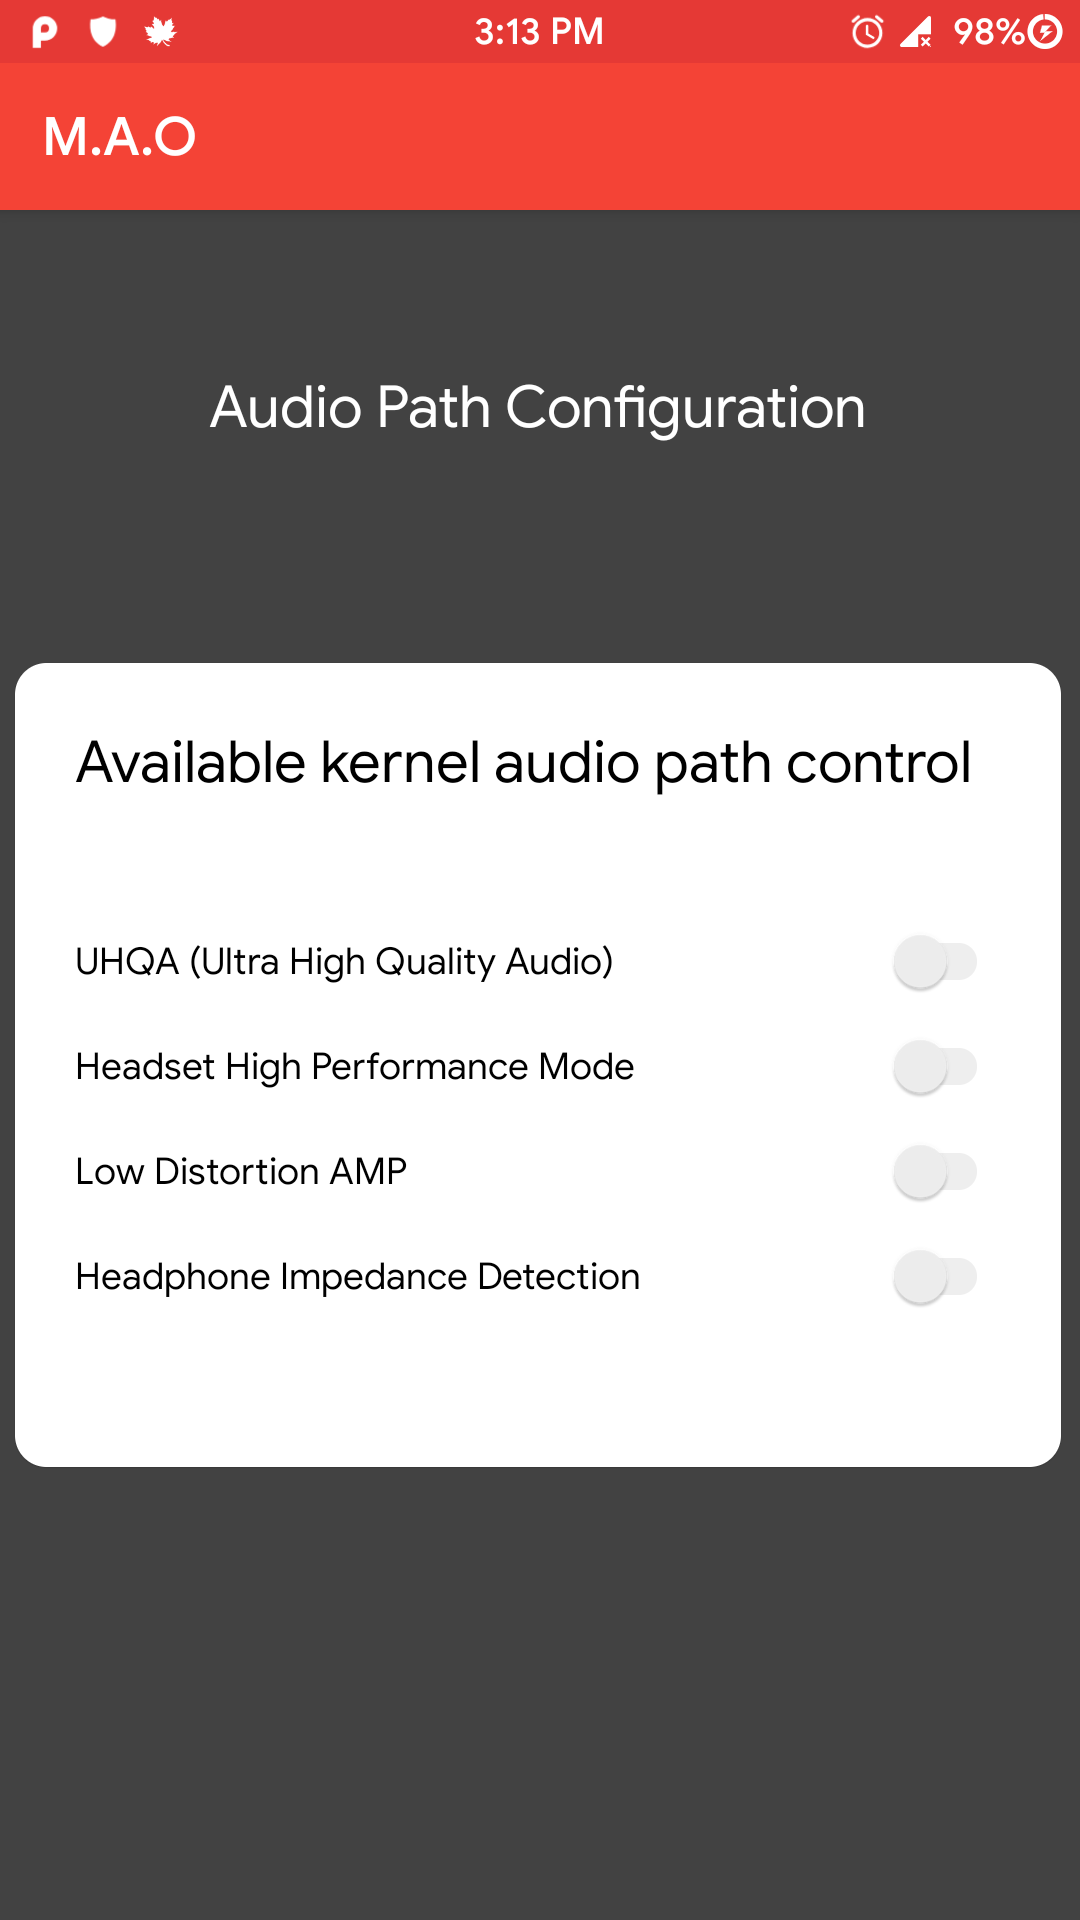 3:13 PM
98%
M.A.O
Audio Path Configuration
Available kernel audio path control
UHQA (Ultra High Quality Audio)
Headset High Performance Mode
Low Distortion AMP
Headphone Impedance Detection